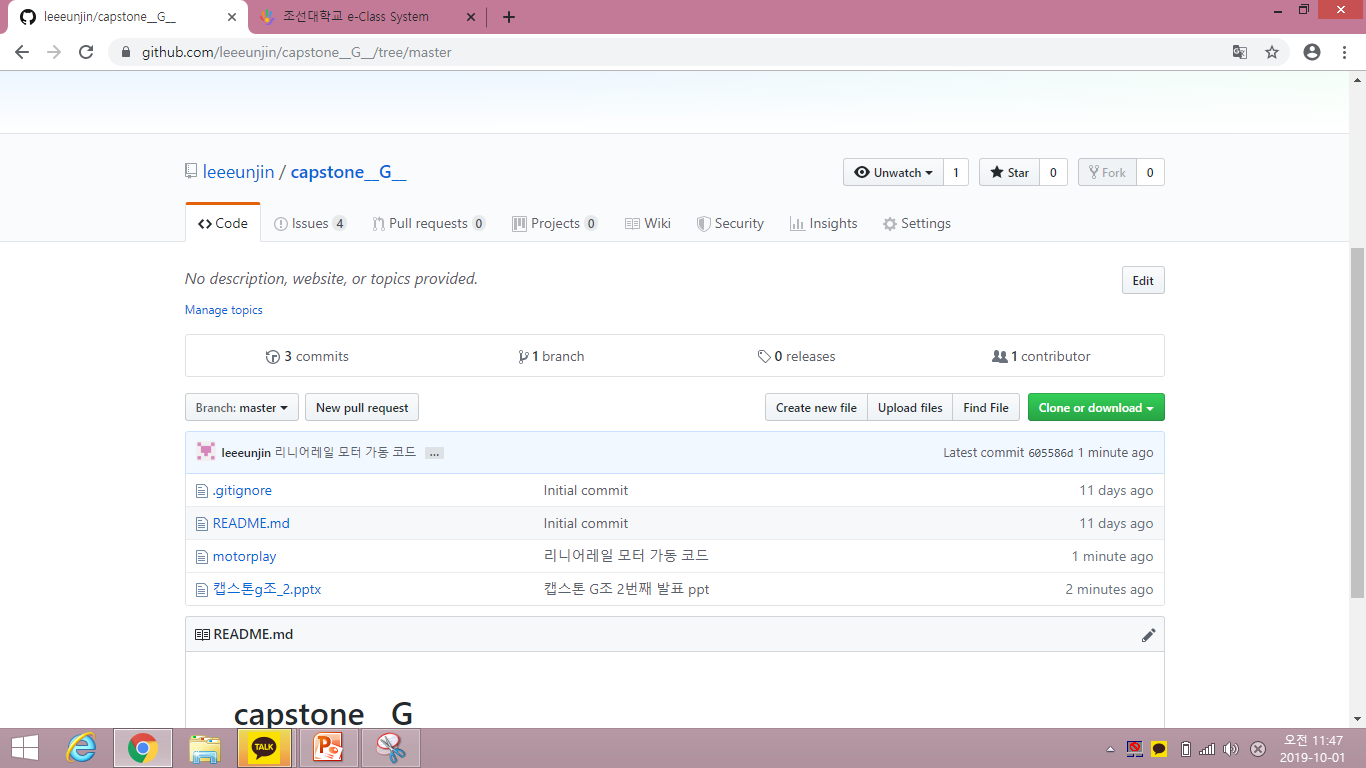 leeeunjin/capstone__G__
조선대학교 e-Class System
github.com/leeeunjin/capstone__G__/tree/master
leeeunjin / capstone__G__
Unwatch 1
Star 0
Fork 0
Code
Issues 4
Pull requests 0
Projects 0
Wiki
Security
Insights
Settings
No description, website, or topics provided.
Edit
Manage topics
3 commits
1 branch
0 releases
1 contributor
Branch: master
New pull request
Create new file
Upload files
Find File
Clone or download
leeeunjin 리니어레일 모터 가동 코드 ...
Latest commit 605586d 1 minute ago
.gitignore Initial commit 11 days ago
README.md Initial commit 11 days ago
motorplay 리니어레일 모터 가동 코드 1 minute ago
캡스톤g조_2.pptx 캡스톤 G조 2번째 발표 ppt 2 minutes ago
README.md
capstone__G__
TALK
오전 11:47
2019-10-01